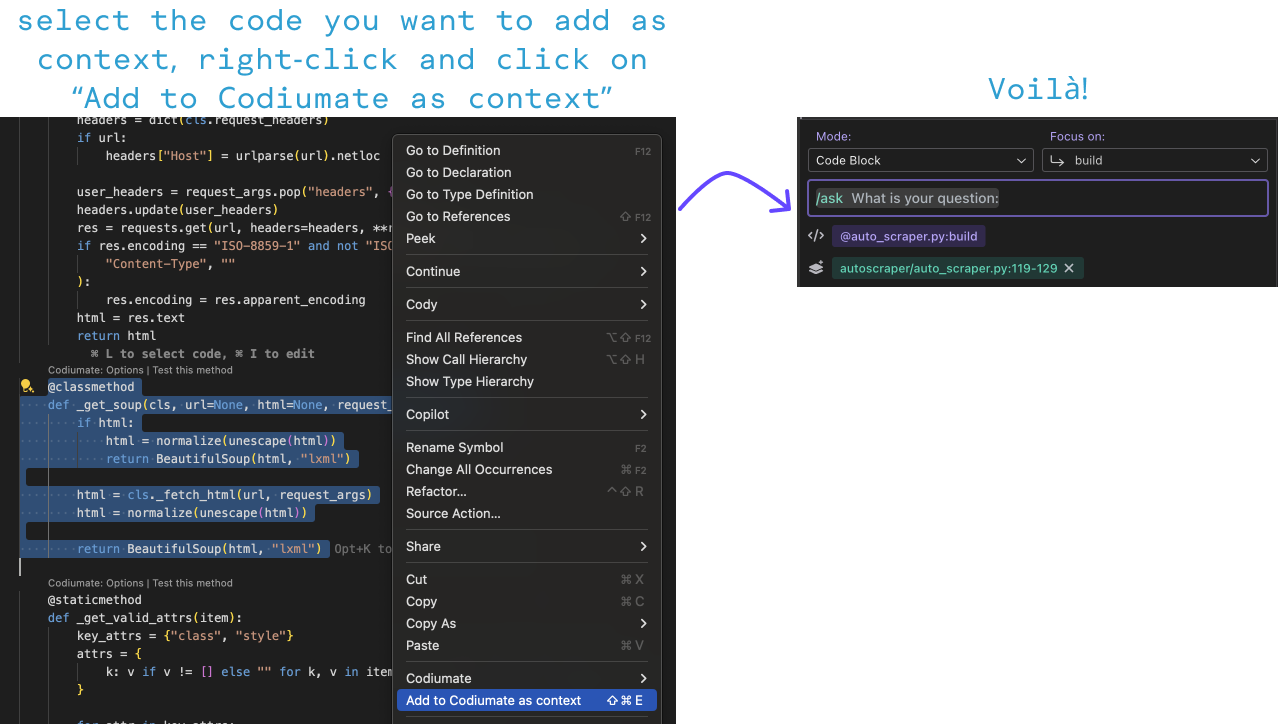 select the code you want to add as
context, right-click and click on
“Add to Codiumate as context”
Voilà!
headers = dict(cls.request_headers)
if url:
headers["Host"] = urlparse(url).netloc
user_headers = request_args.pop("headers", {
headers.update(user_headers)
res = requests.get(url, headers=headers, **r
if res.encoding == "ISO-8859-1" and not "ISO
"Content-Type", ""
):
res.encoding = res.apparent_encoding
html = res.text
return html
⌘ L to select code, ⌘ I to edit
Codiumate: Options | Test this method
@classmethod
def _get_soup(cls, url=None, html=None, request_
if html:
html = normalize(unescape(html))
return BeautifulSoup(html, "lxml")
html = cls._fetch_html(url, request_args)
html = normalize(unescape(html))
return BeautifulSoup(html, "lxml") Opt+K to
Codiumate: Options | Test this method
@staticmethod
def _get_valid_attrs(item):
key_attrs = {"class", "style"}
attrs = {
k: v if v != [] else "" for k, v in item
}
Go to Definition F12
Go to Declaration
Go to Type Definition
Go to References ⇧ F12
Peek
Continue
Cody
Find All References ⌥⇧ F12
Show Call Hierarchy ⌥⇧ H
Show Type Hierarchy
Copilot
Rename Symbol F2
Change All Occurrences ⌘ F2
Refactor... ^⇧ R
Source Action...
Share
Cut ⌘ X
Copy ⌘ C
Copy As
Paste ⌘ V
Codiumate
Add to Codiumate as context ⇧⌘ E
Mode: Focus on:
Code Block build
/ask What is your question:
</> @auto_scraper.py:build
autoscraper/auto_scraper.py:119-129 ×